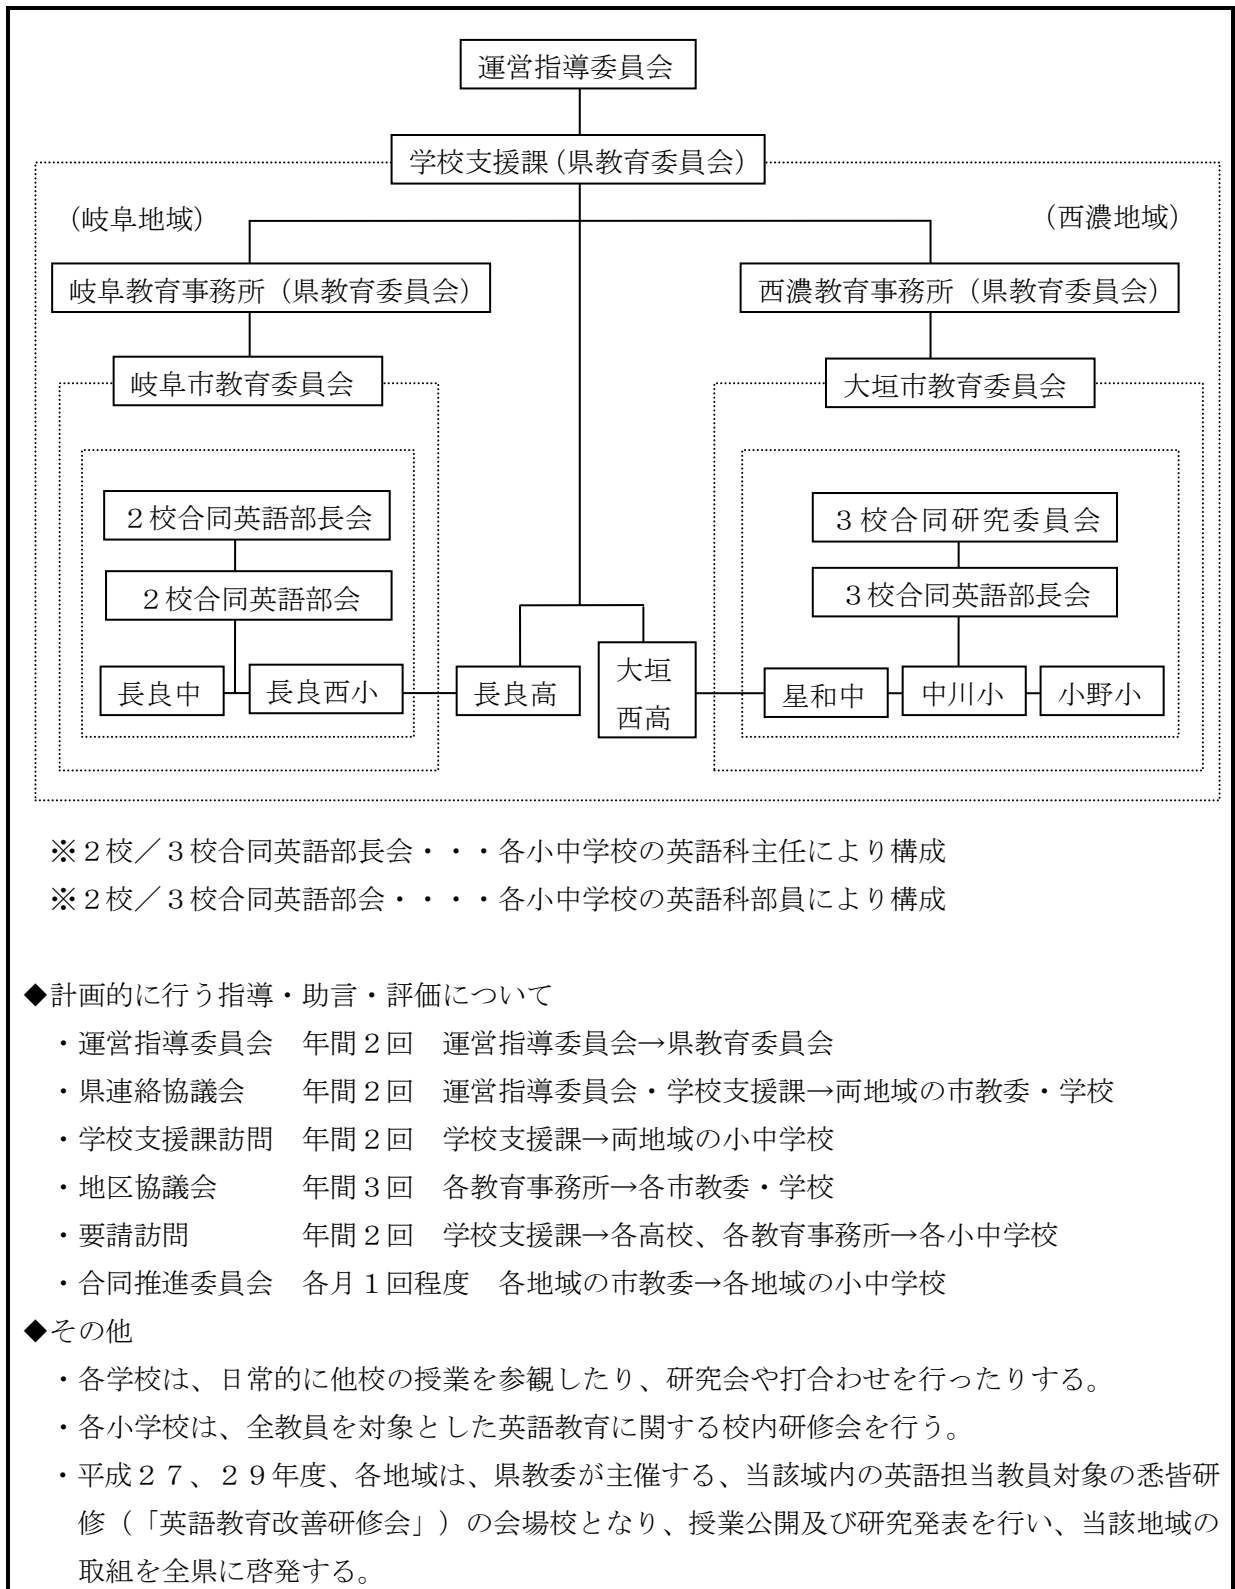 運営指導委員会
学校支援課（県教育委員会）
（岐阜地域）
（西濃地域）
岐阜教育事務所（県教育委員会）
西濃教育事務所（県教育委員会）
岐阜市教育委員会
大垣市教育委員会
２校合同英語部長会
３校合同研究委員会
２校合同英語部会
３校合同英語部長会
長良中
長良西小
長良高
大垣
西高
星和中
中川小
小野小
※２校／３校合同英語部長会・・・各小中学校の英語科主任により構成
※２校／３校合同英語部会・・・・各小中学校の英語科部員により構成
◆計画的に行う指導・助言・評価について
・運営指導委員会　年間２回　運営指導委員会→県教育委員会
・県連絡協議会　　年間２回　運営指導委員会・学校支援課→両地域の市教委・学校
・学校支援課訪問　年間２回　学校支援課→両地域の小中学校
・地区協議会　　　年間３回　各教育事務所→各市教委・学校
・要請訪問　　　　年間２回　学校支援課→各高校、各教育事務所→各小中学校
・合同推進委員会　各月１回程度　各地域の市教委→各地域の小中学校
◆その他
・各学校は、日常的に他校の授業を参観したり、研究会や打合わせを行ったりする。
・各小学校は、全教員を対象とした英語教育に関する校内研修会を行う。
・平成２７、２９年度、各地域は、県教委が主催する、当該域内の英語担当教員対象の悉皆研
修（「英語教育改善研修会」）の会場校となり、授業公開及び研究発表を行い、当該地域の
取組を全県に啓発する。